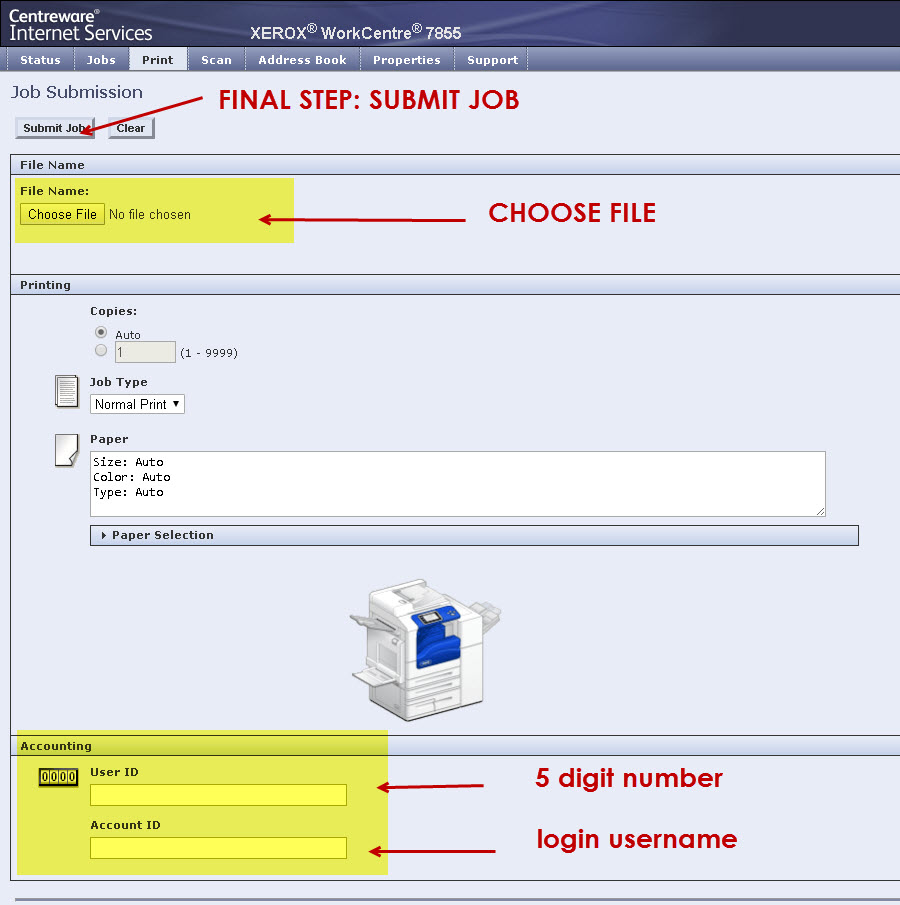 Centreware®
Internet Services
XEROX® WorkCentre® 7855
Status Jobs Print Scan Address Book Properties Support
Job Submission
FINAL STEP: SUBMIT JOB
Submit Job Clear
File Name
File Name:
Choose File No file chosen
CHOOSE FILE
Printing
Copies:
Auto
1 (1 - 9999)
Job Type
Normal Print
Paper
Size: Auto
Color: Auto
Type: Auto
Paper Selection
Accounting
0000 User ID
5 digit number
Account ID
login username